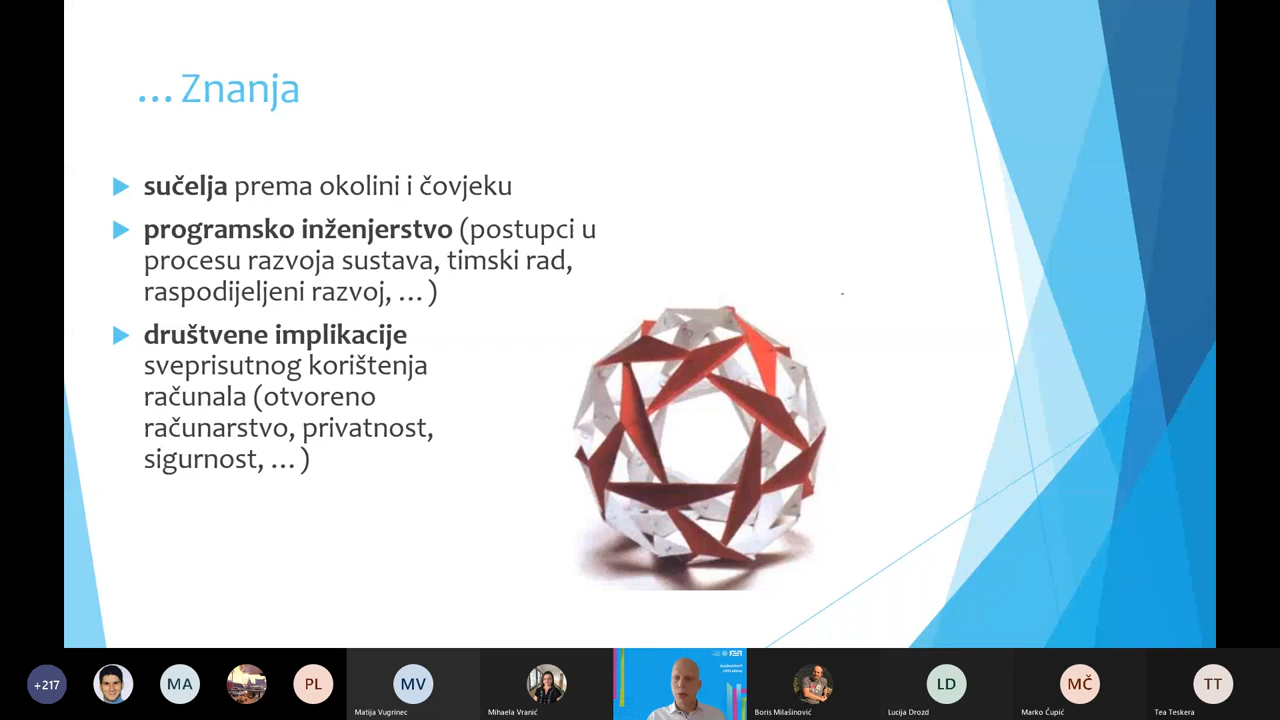 …Znanja
sučelja prema okolini i čovjeku
programsko inženjerstvo (postupci u
procesu razvoja sustava, timski rad,
raspodijeljeni razvoj, … )
društvene implikacije
sveprisutnog korištenja
računala (otvoreno
računarstvo, privatnost,
sigurnost, … )
+217
MA
PL
MV
LD
MČ
TT
Matija Vugrinec
Mihaela Vranić
Boris Milašinović
Lucija Drozd
Marko Čupić
Tea Teskera